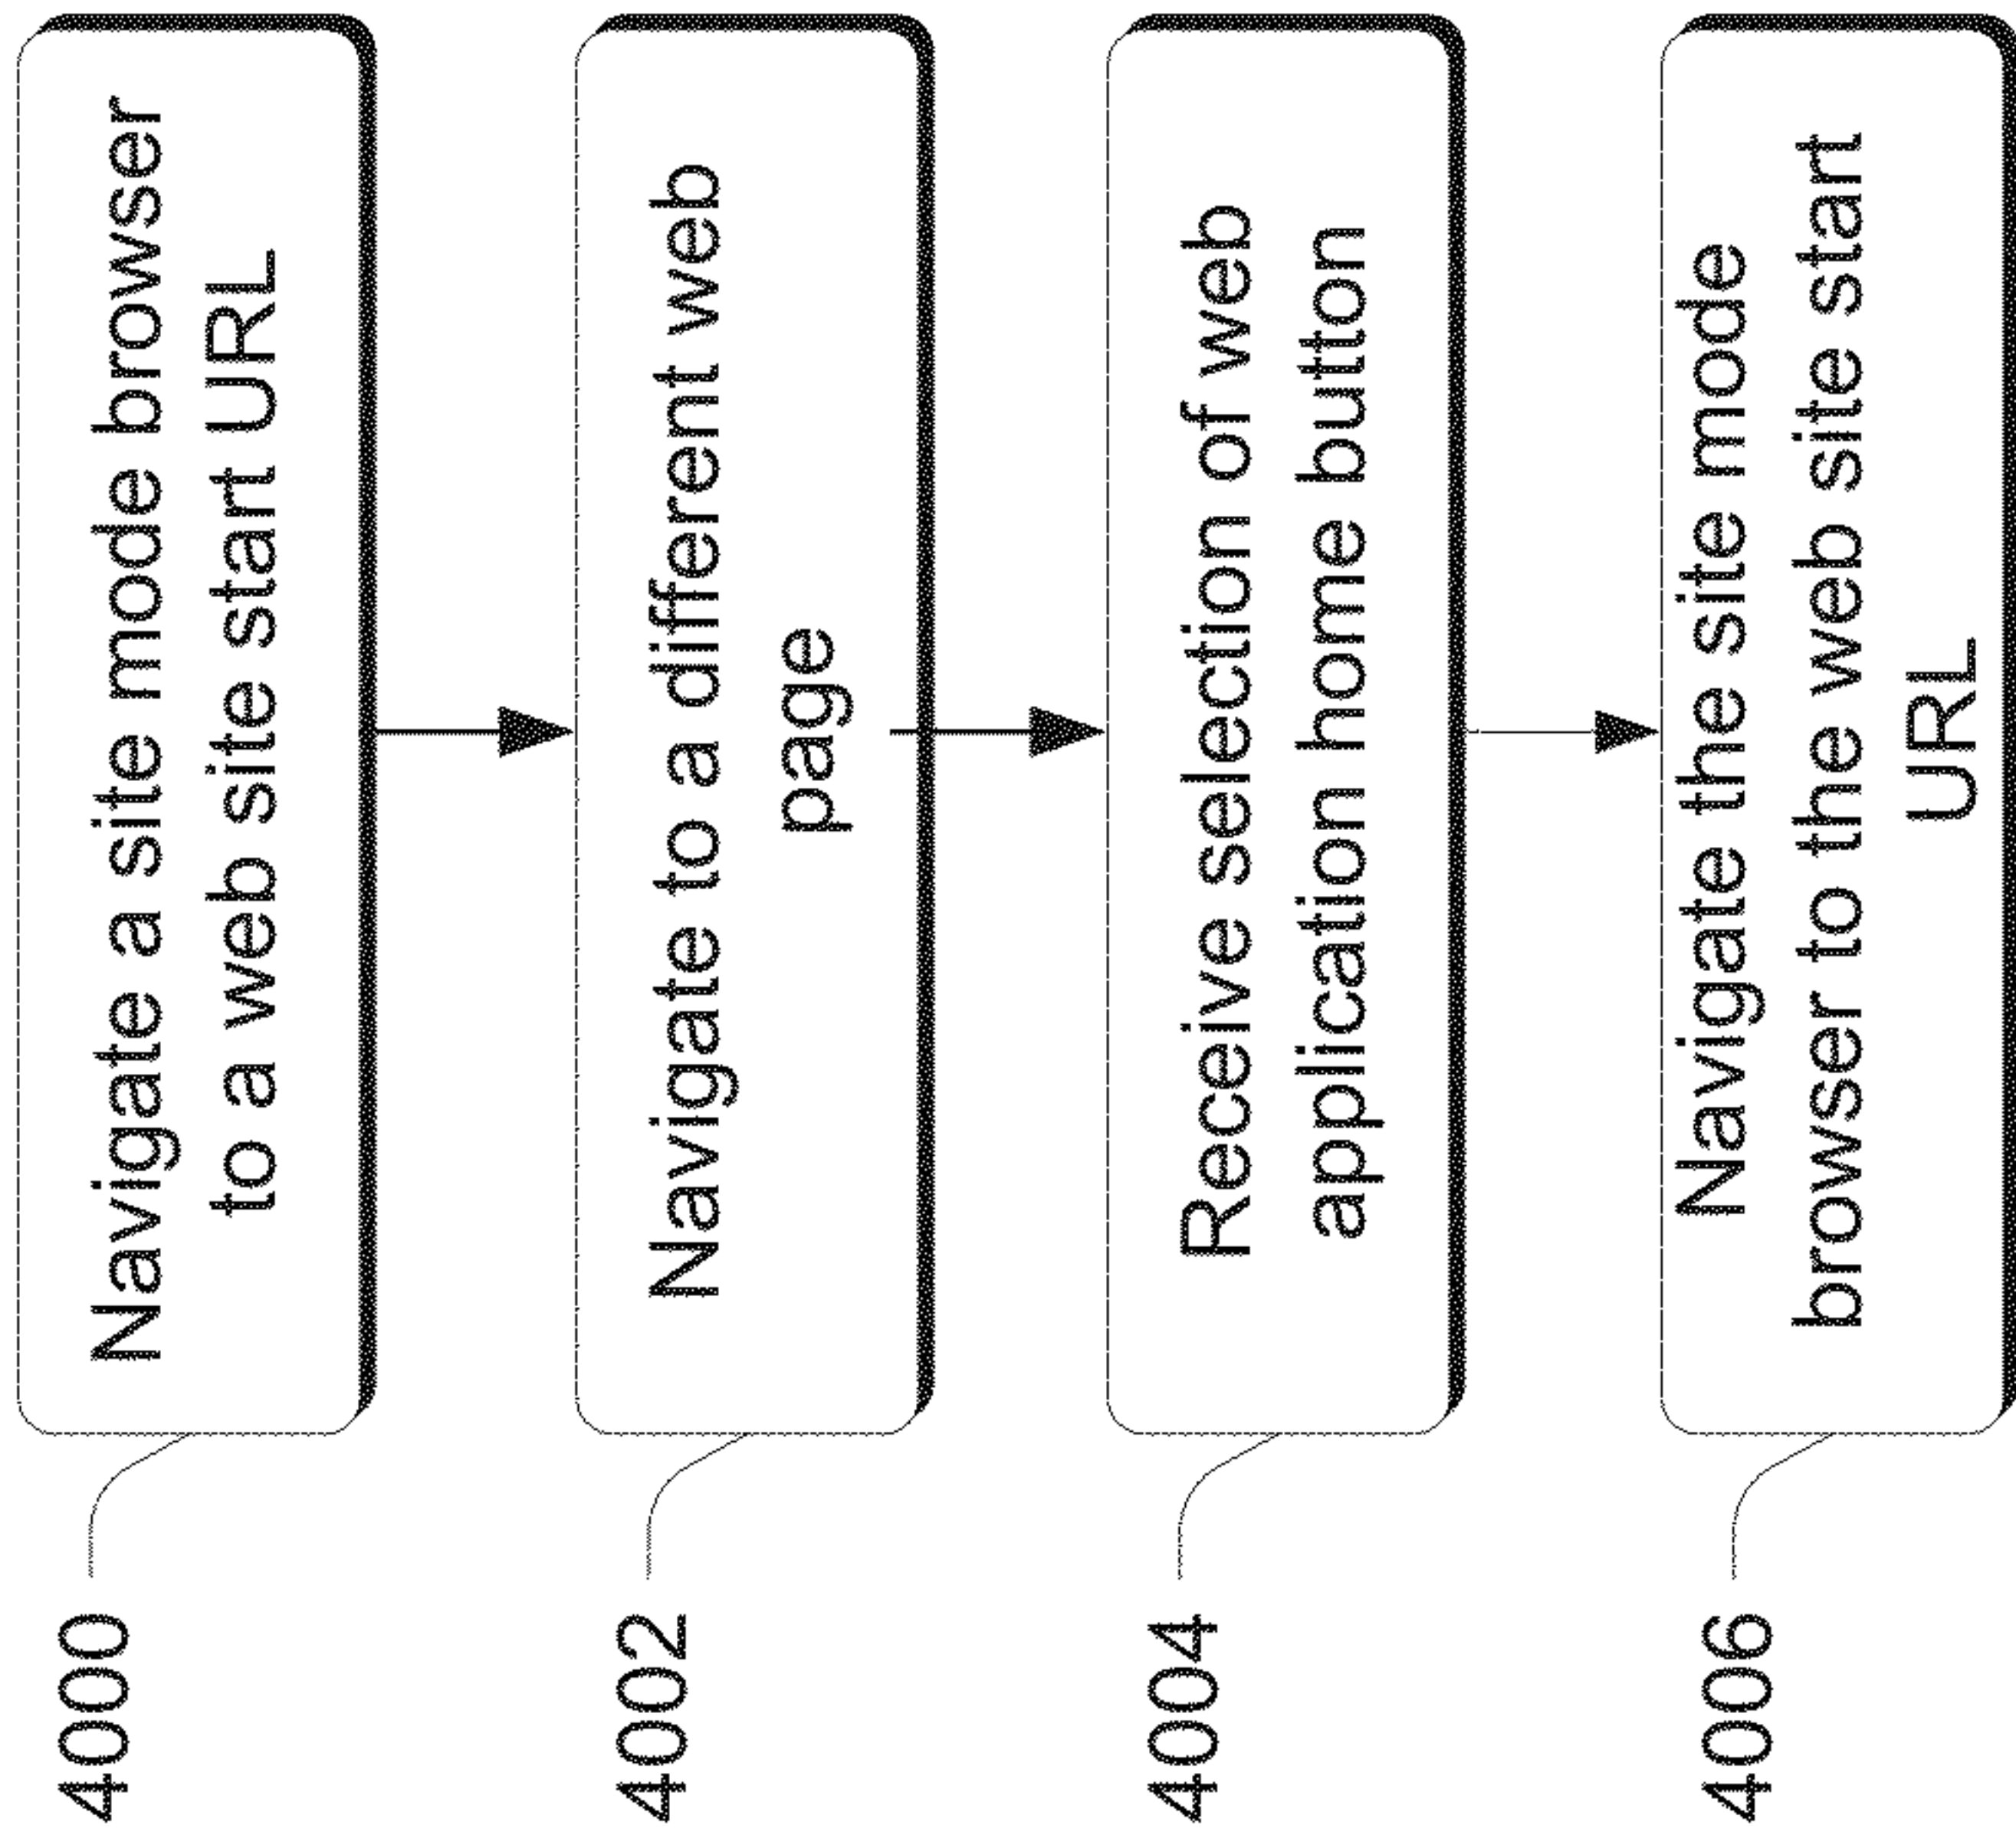 4000
Navigate a site mode browser
to a web site start URL
4002
Navigate to a different web
page
4004
Receive selection of web
application home button
4006
Navigate the site mode
browser to the web site start
URL